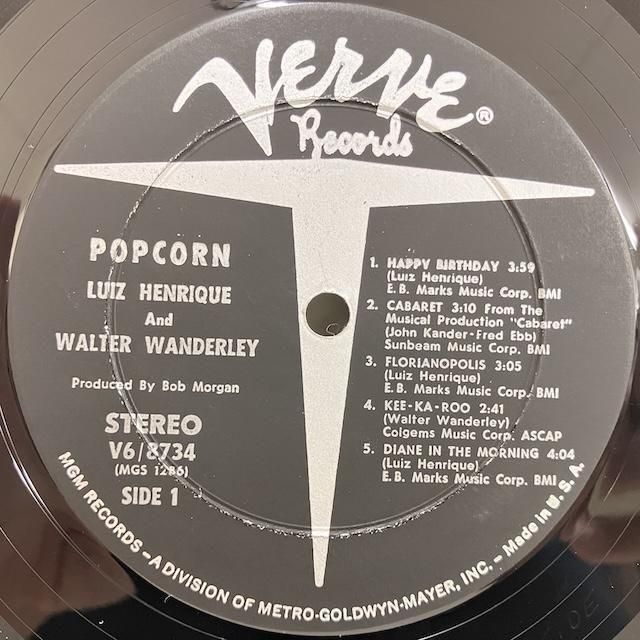 Verve®
Records
POPCORN
LUIZ HENRIQUE
And
WALTER WANDERLEY
Produced By Bob Morgan
STEREO
V6/8734
(MGS 1286)
SIDE 1
1. HAPPY BIRTHDAY 3:59
(Luiz Henrique)
E.B. Marks Music Corp. BMI
2. CABARET 3:10 From The
Musical Production "Cabaret"
(John Kander-Fred Ebb)
Sunbeam Music Corp. BMI
3. FLORIANOPOLIS 3:05
(Luiz Henrique)
E.B. Marks Music Corp. BMI
4. KEE-KA-ROO 2:41
(Walter Wanderley)
Colgems Music Corp. ASCAP
5. DIANE IN THE MORNING 4:04
(Luiz Henrique)
E.B. Marks Music Corp. BMI
MGM RECORDS – A DIVISION OF METRO-GOLDWYN-MAYER, INC. – Made in U.S.A.